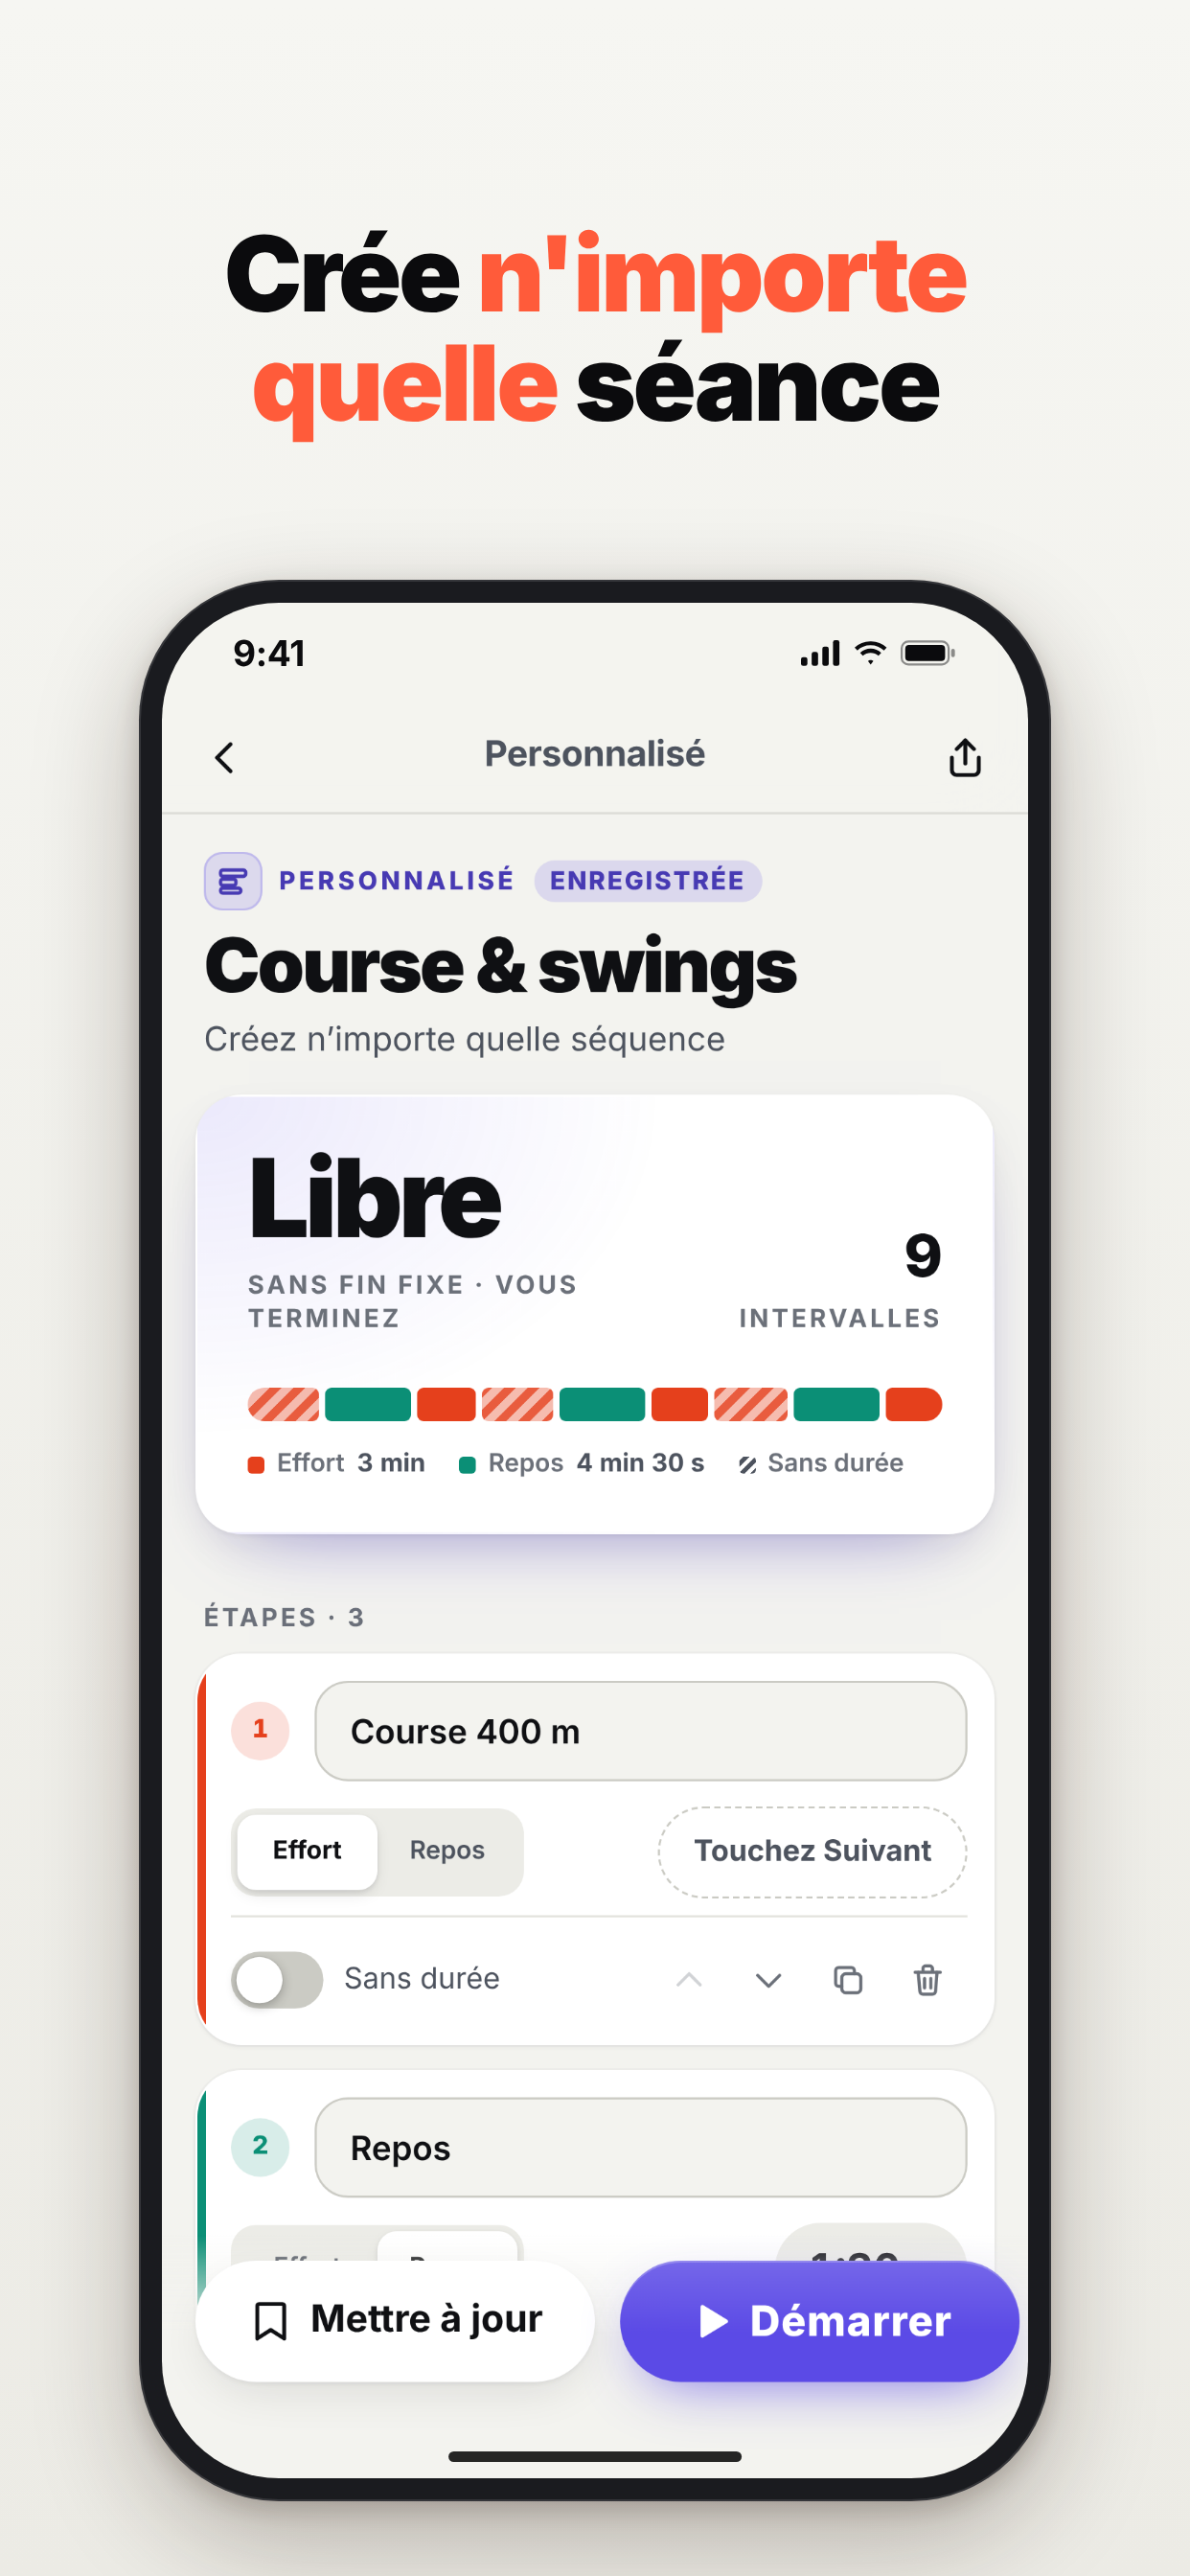 Crée n'importe
quelle séance
9:41
Personnalisé
PERSONNALISÉ ENREGISTRÉE
Course & swings
Créez n’importe quelle séquence
Libre
SANS FIN FIXE · VOUS
TERMINEZ
9
INTERVALLES
Effort 3 min Repos 4 min 30 s Sans durée
ÉTAPES · 3
1 Course 400 m
Effort Repos Touchez Suivant
Sans durée
2 Repos
Mettre à jour Démarrer